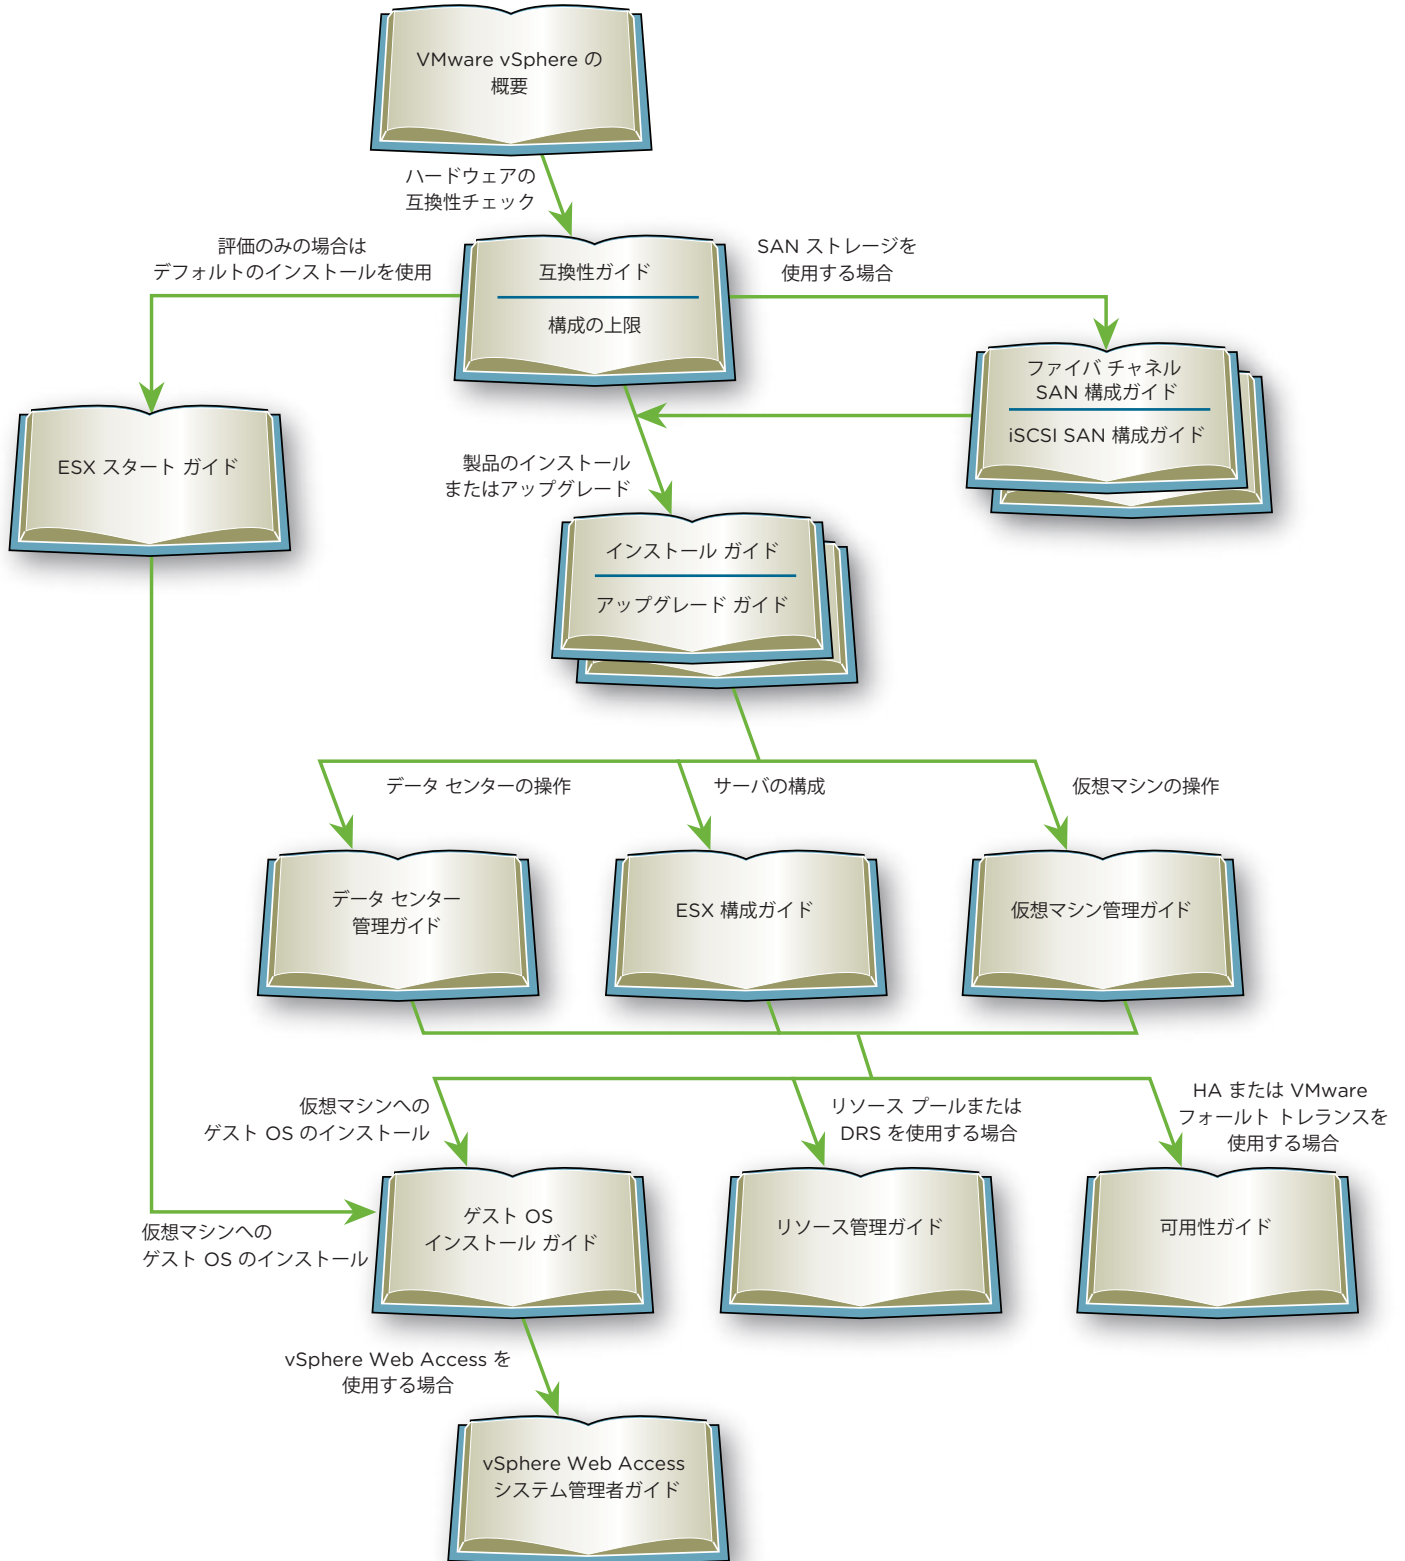 VMware vSphere の
概要
ハードウェアの
互換性チェック
評価のみの場合は
デフォルトのインストールを使用
互換性ガイド
構成の上限
SAN ストレージを
使用する場合
ファイバ チャネル
SAN 構成ガイド
iSCSI SAN 構成ガイド
ESX スタート ガイド
製品のインストール
またはアップグレード
インストール ガイド
アップグレード ガイド
データ センターの操作
サーバの構成
仮想マシンの操作
データ センター
管理ガイド
ESX 構成ガイド
仮想マシン管理ガイド
仮想マシンへの
ゲスト OS のインストール
リソース プールまたは
DRS を使用する場合
HA または VMware
フォールト トレランスを
使用する場合
仮想マシンへの
ゲスト OS のインストール
ゲスト OS
インストール ガイド
リソース管理ガイド
可用性ガイド
vSphere Web Access を
使用する場合
vSphere Web Access
システム管理者ガイド